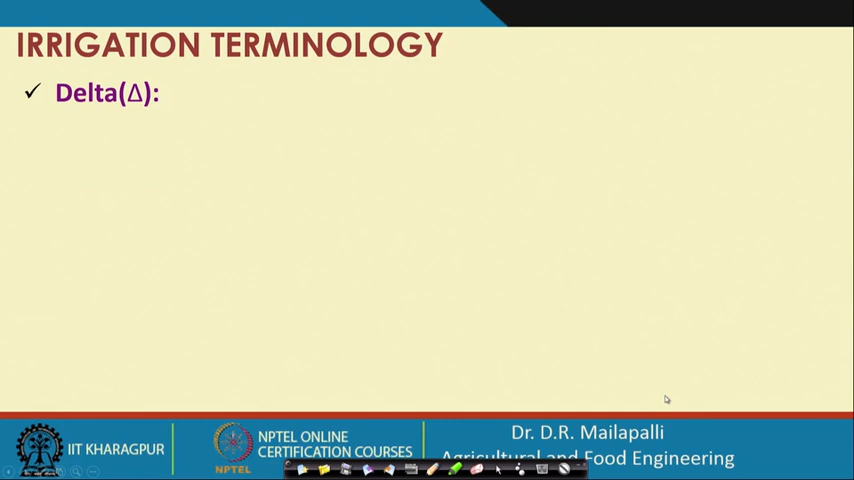 IRRIGATION TERMINOLOGY
✓ Delta(Δ):
IIT KHARAGPUR
NPTEL
NPTEL ONLINE
CERTIFICATION COURSES
Dr. D.R. Mailapalli
Agricultural and Food Engineering